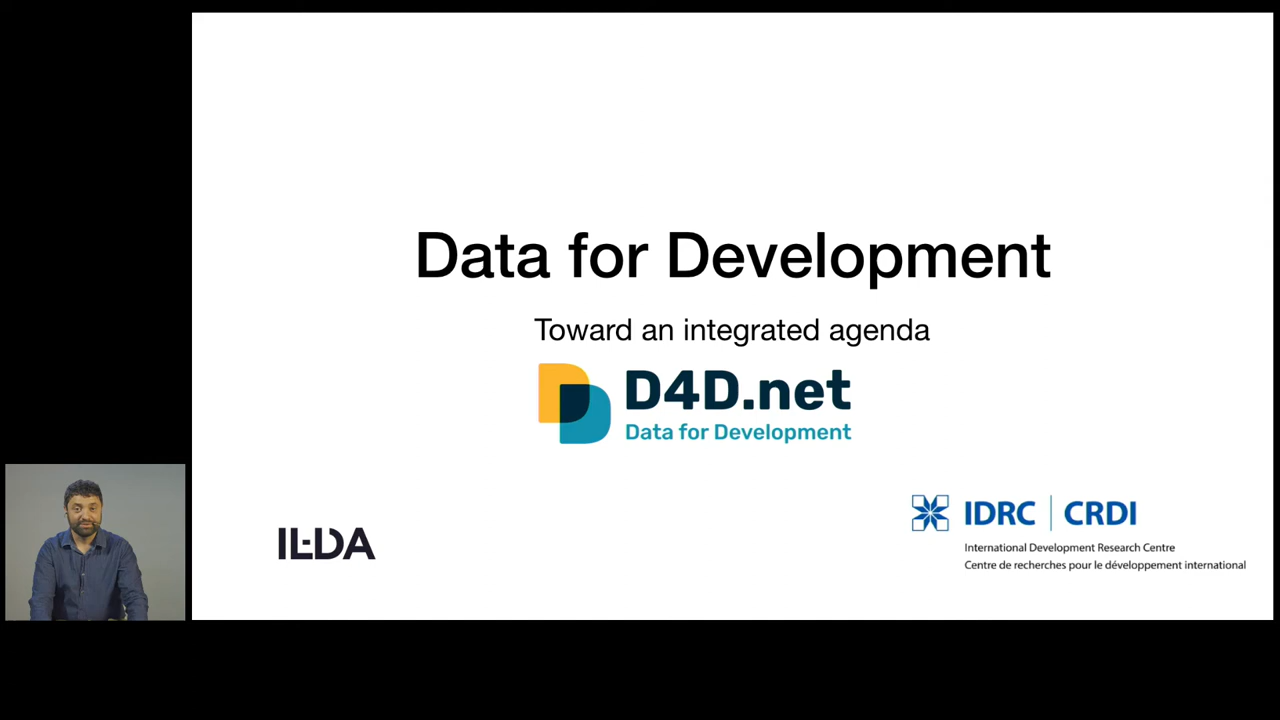 Data for Development
Toward an integrated agenda
D4D.net
Data for Development
ILDA
IDRC | CRDI
International Development Research Centre
Centre de recherches pour le développement international